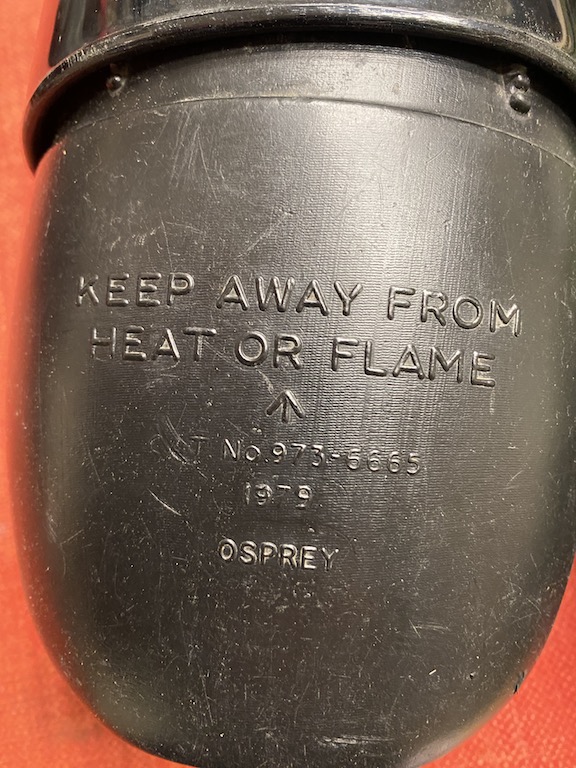 KEEP AWAY FROM
HEAT OR FLAME
No.973-6665
1979
OSPREY